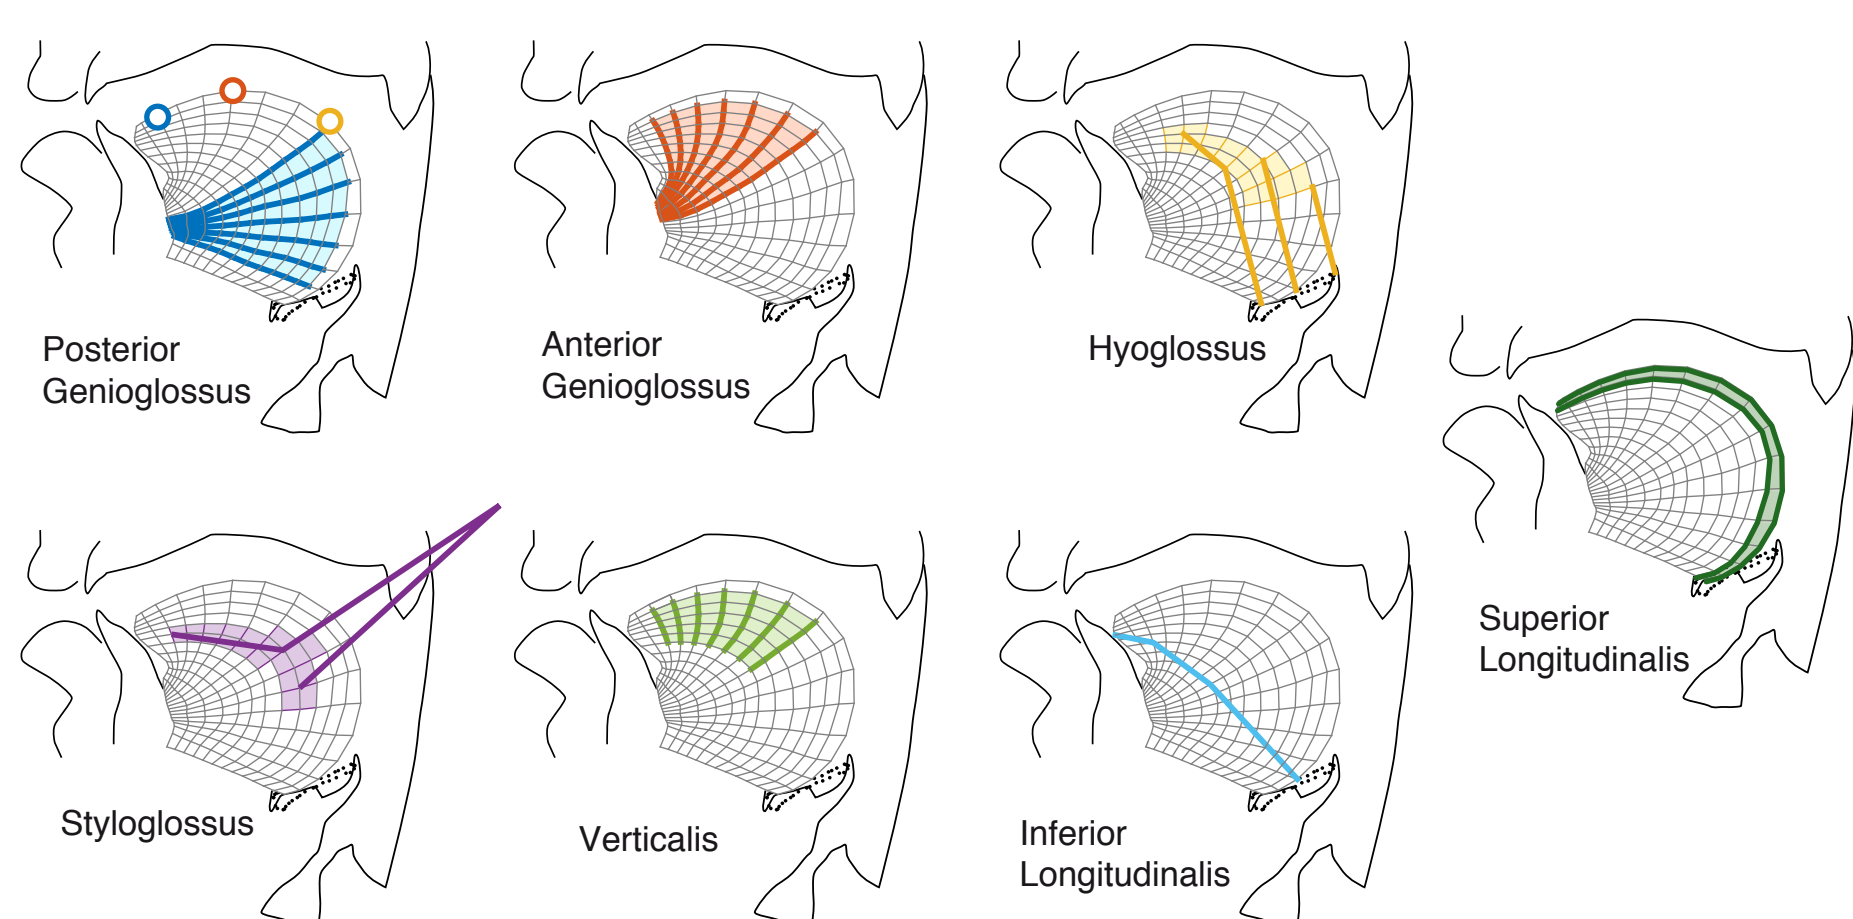 Posterior
Genioglossus
Anterior
Genioglossus
Hyoglossus
Superior
Longitudinalis
Styloglossus
Verticalis
Inferior
Longitudinalis